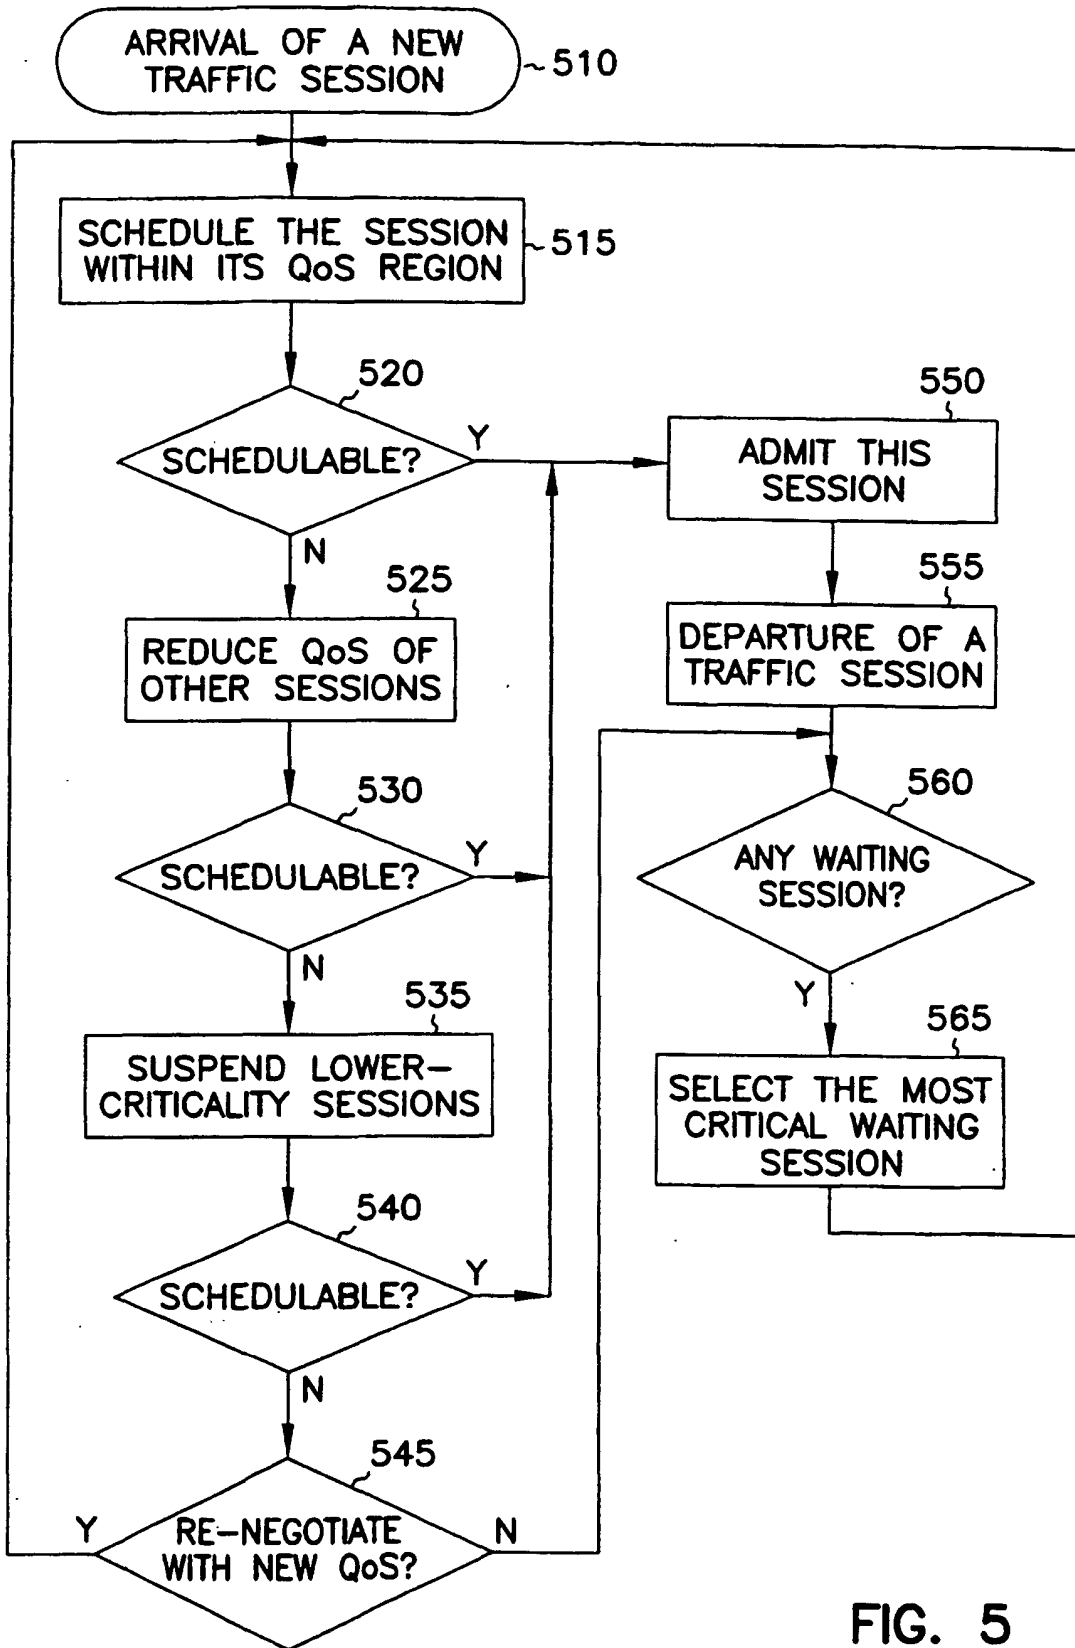 ARRIVAL OF A NEW
TRAFFIC SESSION
510
SCHEDULE THE SESSION
WITHIN ITS QoS REGION
515
520
SCHEDULABLE?
Y
N
525
REDUCE QoS OF
OTHER SESSIONS
530
SCHEDULABLE?
Y
N
535
SUSPEND LOWER-
CRITICALITY SESSIONS
540
SCHEDULABLE?
Y
N
545
Y
RE-NEGOTIATE
WITH NEW QoS?
N
550
ADMIT THIS
SESSION
555
DEPARTURE OF A
TRAFFIC SESSION
560
ANY WAITING
SESSION?
Y
565
SELECT THE MOST
CRITICAL WAITING
SESSION
FIG. 5